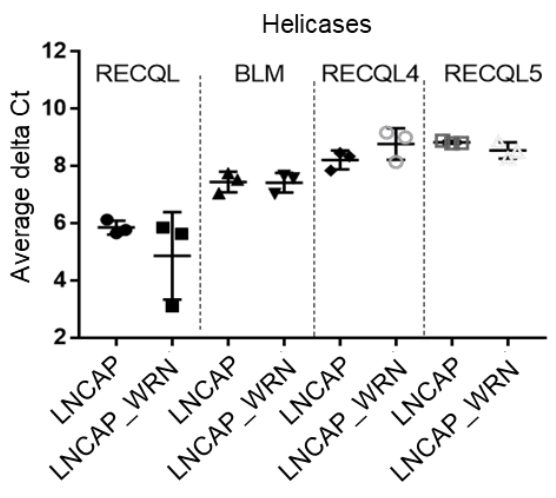 Helicases
RECQL BLM RECQL4 RECQL5
Average delta Ct
12
10
8
6
4
2
LNCAP
LNCAP_WRN
LNCAP
LNCAP_WRN
LNCAP
LNCAP_WRN
LNCAP
LNCAP_WRN